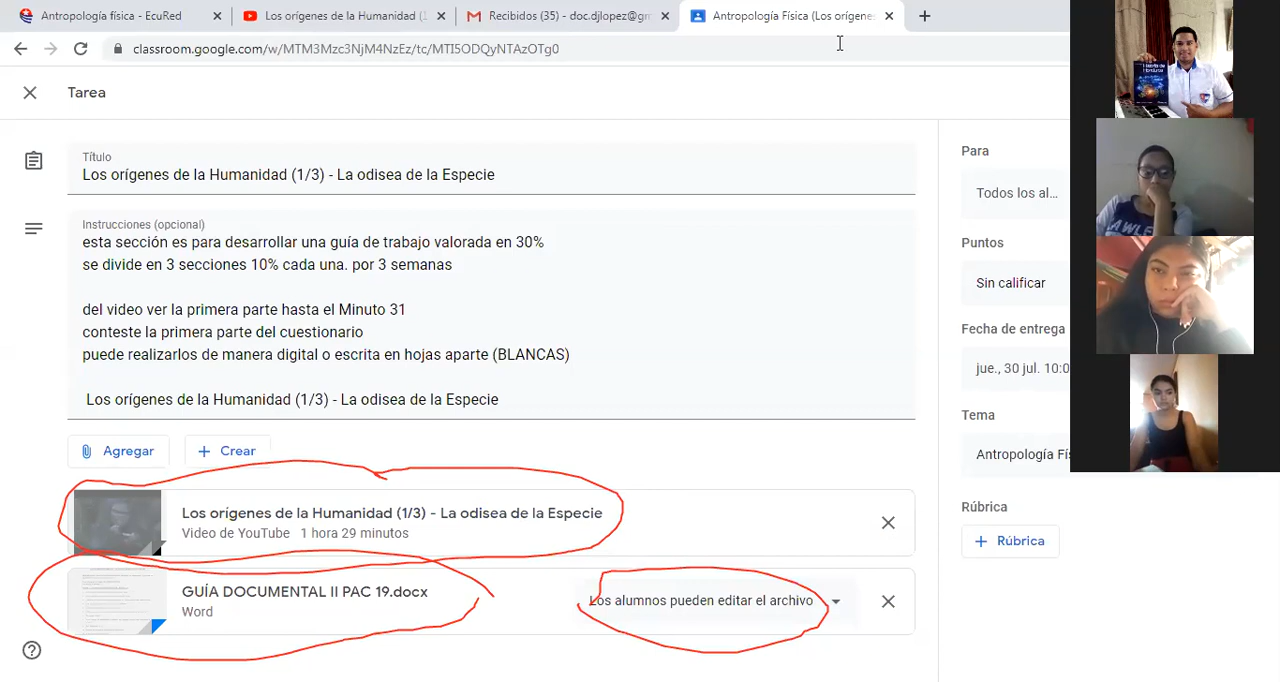 Antropología física - EcuRed
Los orígenes de la Humanidad (1
Recibidos (35) - doc.djlopez@gm
Antropología Física (Los orígenes
classroom.google.com/w/MTM3Mzc3NjM4NzEz/tc/MTI5ODQyNTAzOTg0
Tarea
Título
Los orígenes de la Humanidad (1/3) - La odisea de la Especie
Instrucciones (opcional)
esta sección es para desarrollar una guía de trabajo valorada en 30%
se divide en 3 secciones 10% cada una. por 3 semanas
del video ver la primera parte hasta el Minuto 31
conteste la primera parte del cuestionario
puede realizarlos de manera digital o escrita en hojas aparte (BLANCAS)
Los orígenes de la Humanidad (1/3) - La odisea de la Especie
Agregar
Crear
Los orígenes de la Humanidad (1/3) - La odisea de la Especie
Video de YouTube 1 hora 29 minutos
GUÍA DOCUMENTAL II PAC 19.docx
Word
Los alumnos pueden editar el archivo
Para
Todos los al...
Puntos
Sin calificar
Fecha de entrega
jue., 30 jul. 10:0
Tema
Antropología Fís
Rúbrica
Rúbrica
Historia de
Honduras